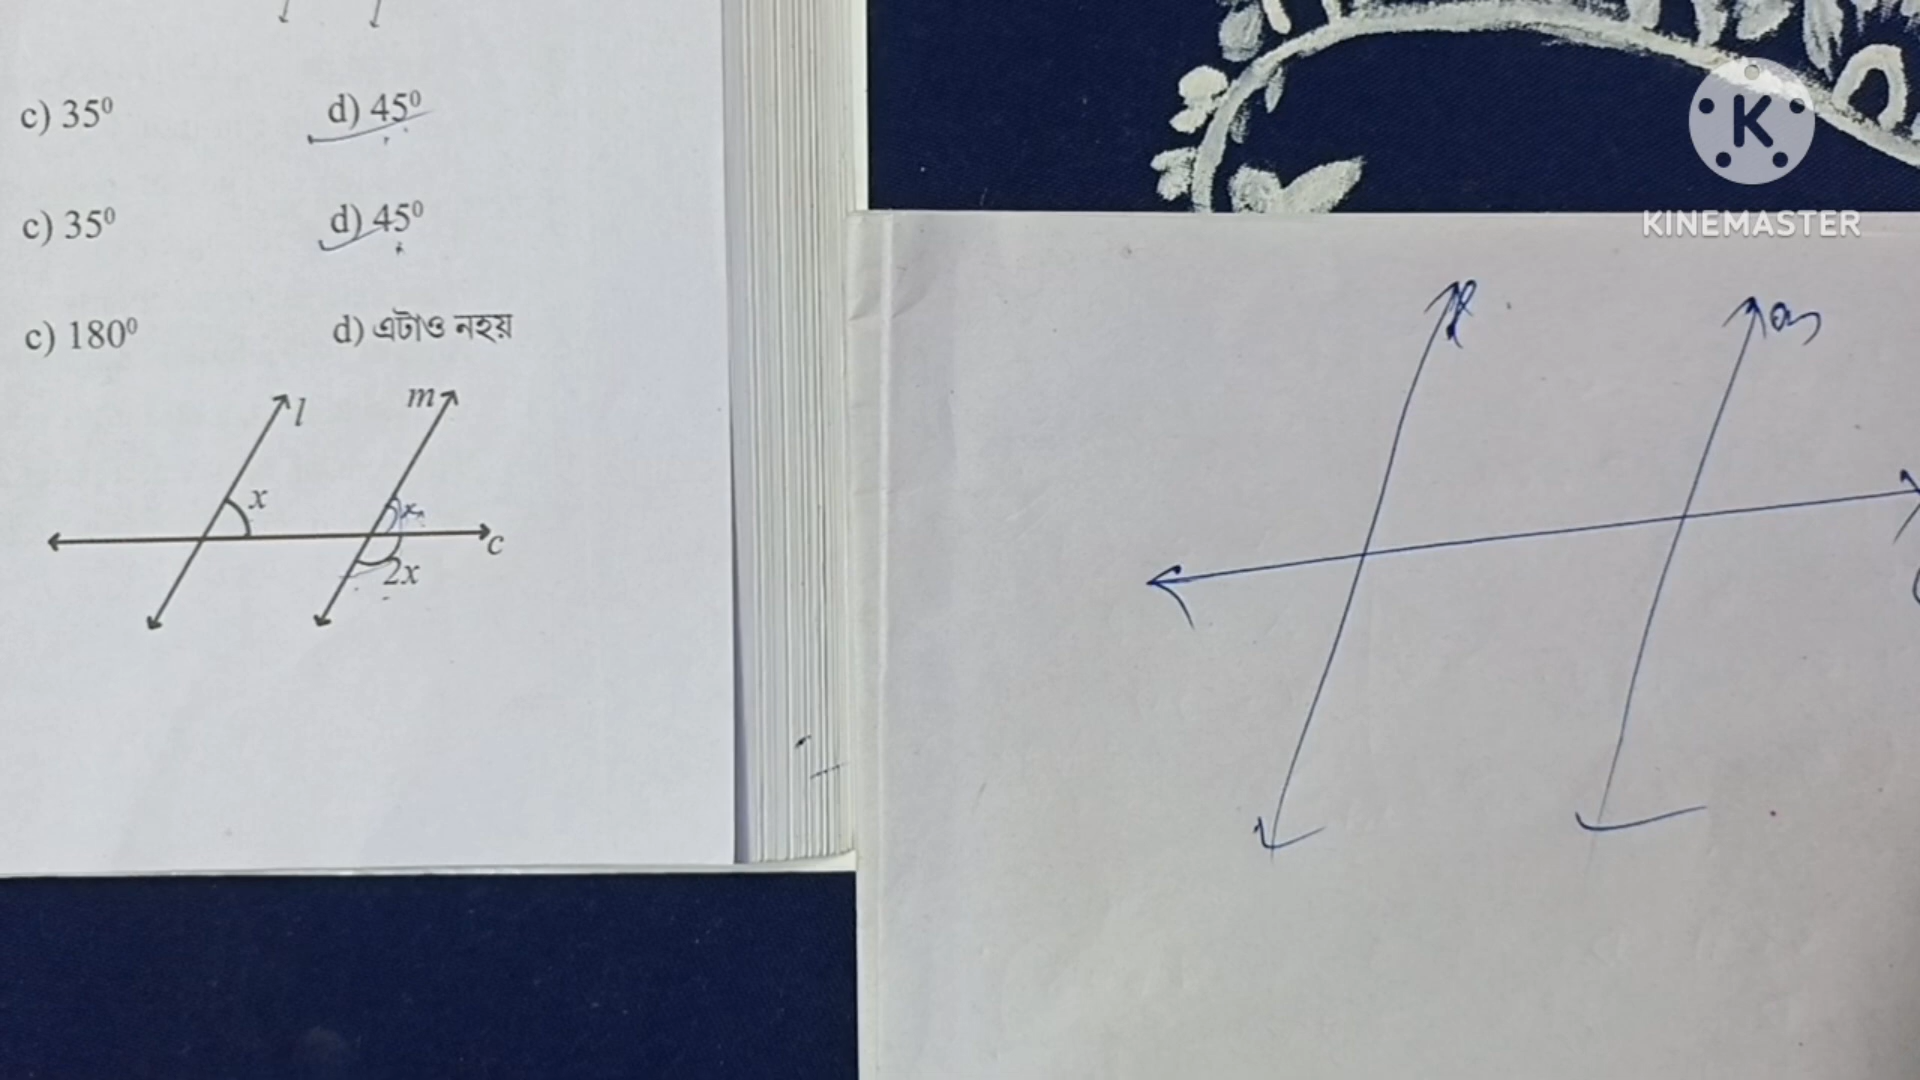 c) 35⁰ d) 45⁰
c) 35⁰ d) 45⁰
c) 180⁰ d) এটাও নহয়
l m
x x
c
2x
K
KINEMASTER
l m